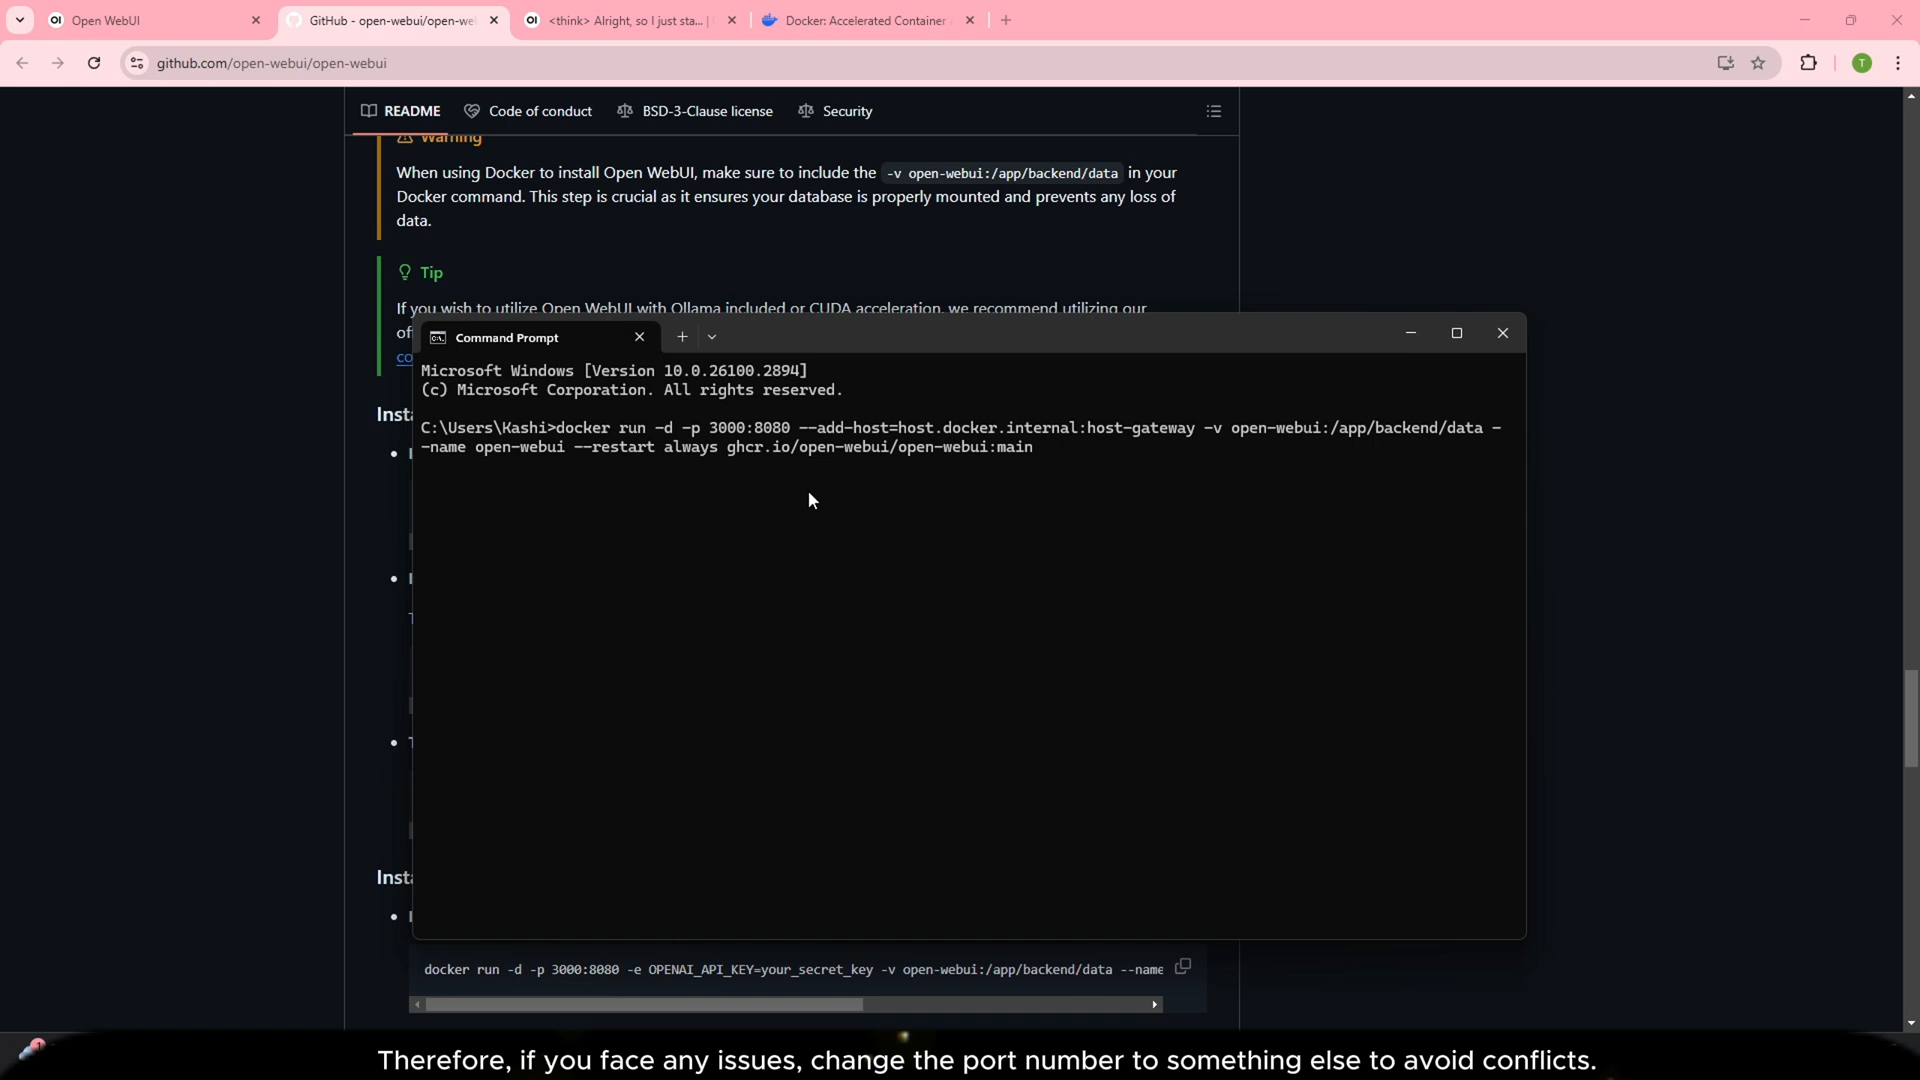 Open WebUI
GitHub - open-webui/open-we
<think> Alright, so I just sta... |
Docker: Accelerated Container
github.com/open-webui/open-webui
T
README
Code of conduct
BSD-3-Clause license
Security
Warning
When using Docker to install Open WebUI, make sure to include the -v open-webui:/app/backend/data in your
Docker command. This step is crucial as it ensures your database is properly mounted and prevents any loss of
data.
Tip
If you wish to utilize Open WebUI with Ollama included or CUDA acceleration, we recommend utilizing our
of
co
Command Prompt
Microsoft Windows [Version 10.0.26100.2894]
(c) Microsoft Corporation. All rights reserved.
Insta
C:\Users\Kashi>docker run -d -p 3000:8080 --add-host=host.docker.internal:host-gateway -v open-webui:/app/backend/data -
-name open-webui --restart always ghcr.io/open-webui/open-webui:main
Insta
docker run -d -p 3000:8080 -e OPENAI_API_KEY=your_secret_key -v open-webui:/app/backend/data --name
1
Therefore, if you face any issues, change the port number to something else to avoid conflicts.